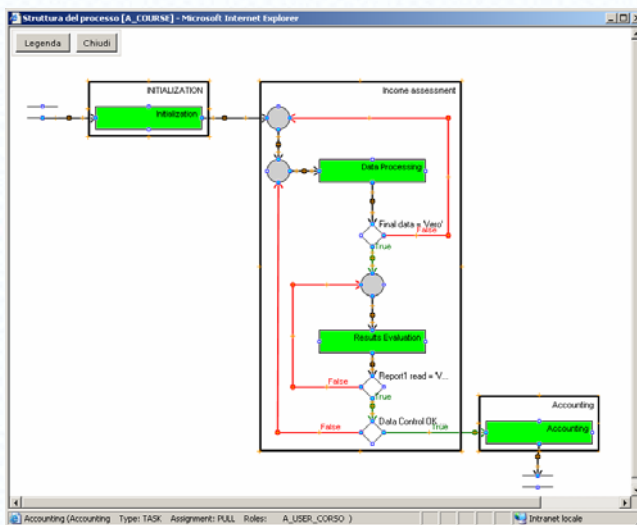 Struttura del processo [A_COURSE] - Microsoft Internet Explorer
Legenda Chiudi
INITIALIZATION
Initialization
Income assessment
Data Processing
Final data = 'Vero'
False
True
Results Evaluation
Report1 read = 'V...
False
True
Data Control OK...
False
True
Accounting
Accounting
Accounting (Accounting Type: TASK Assignment: PULL Roles: A_USER_CORSO ) Intranet locale